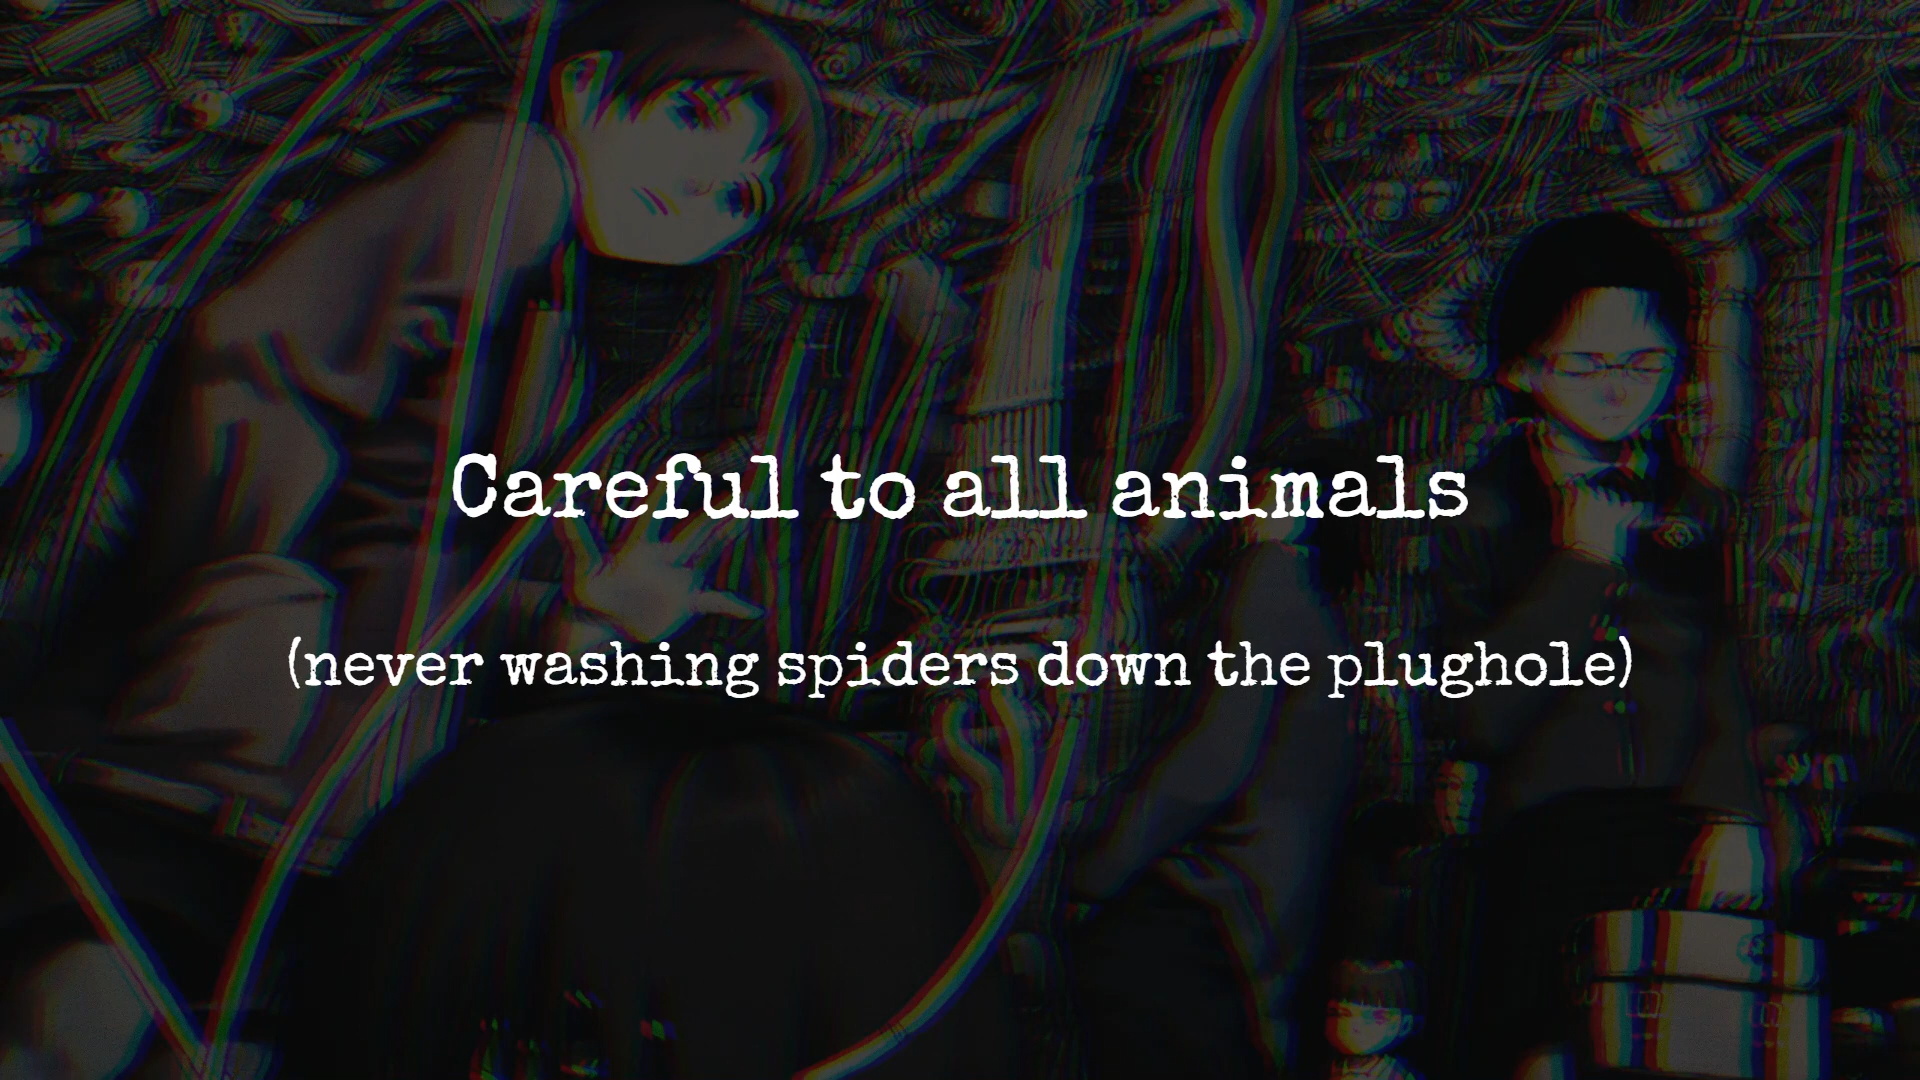 Careful to all animals
(never washing spiders down the plughole)